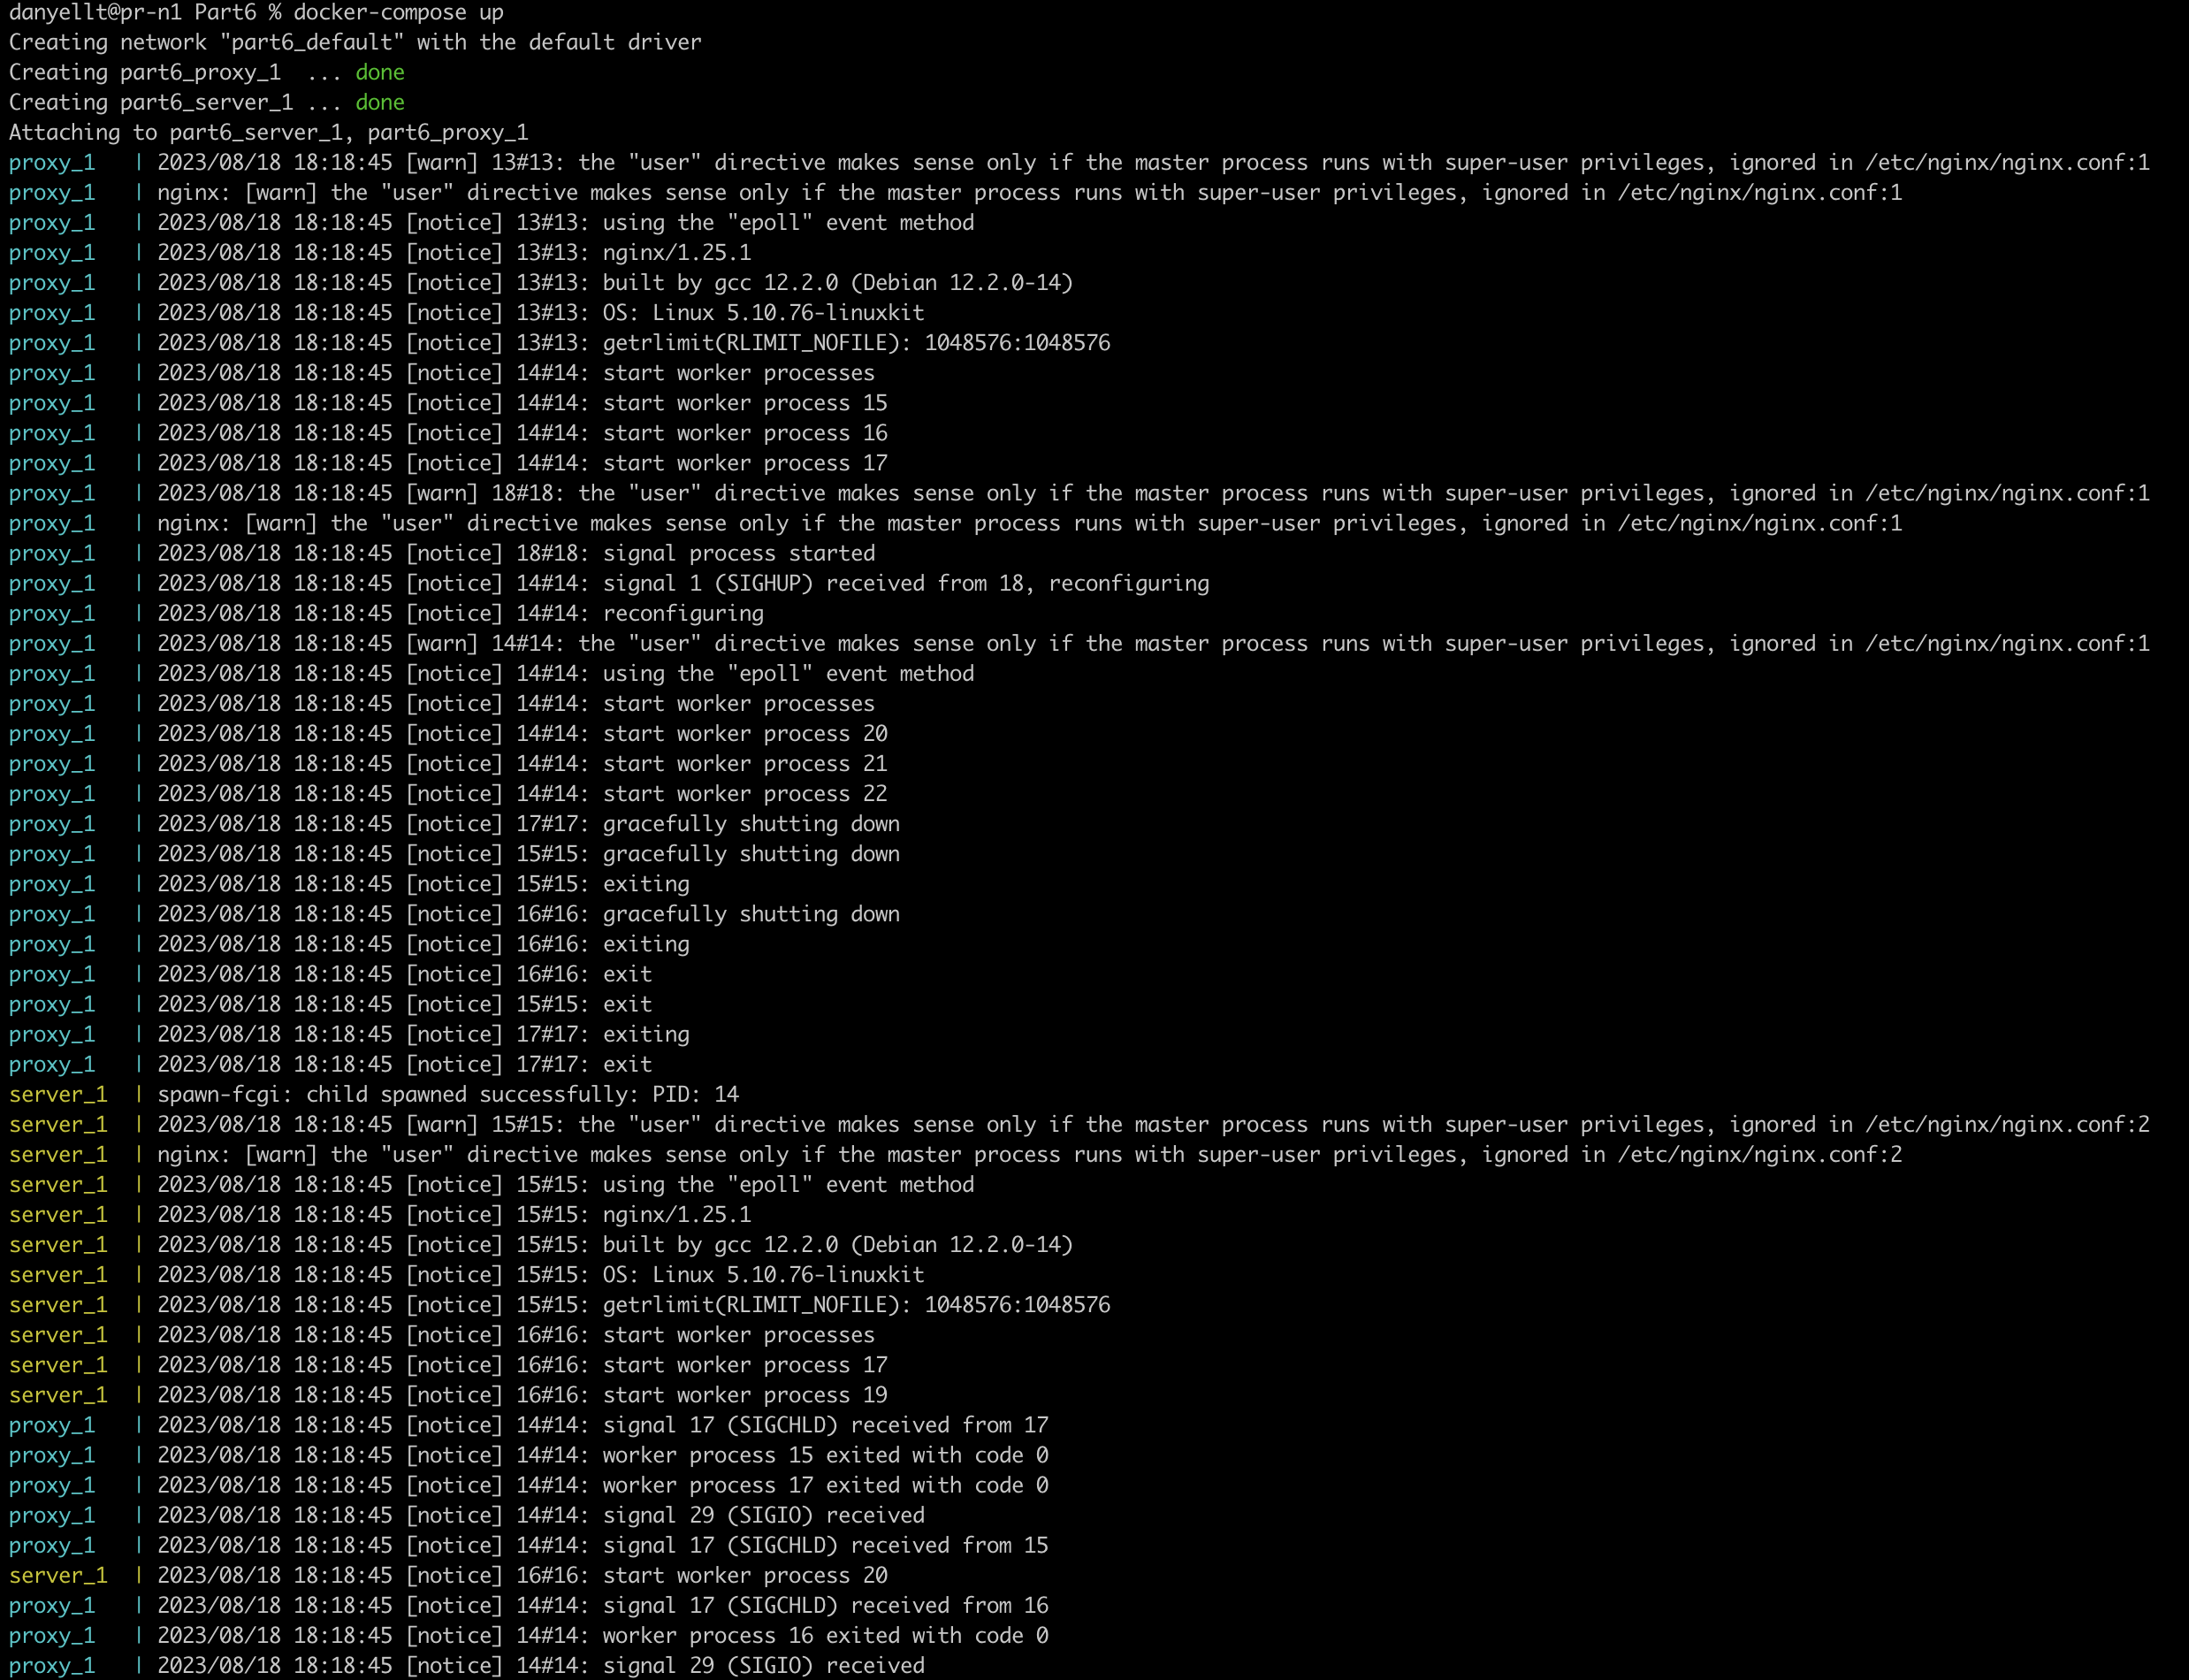 danyellt@pr-n1 Part6 % docker-compose up
Creating network "part6_default" with the default driver
Creating part6_proxy_1  ... done
Creating part6_server_1 ... done
Attaching to part6_server_1, part6_proxy_1
proxy_1   | 2023/08/18 18:18:45 [warn] 13#13: the "user" directive makes sense only if the master process runs with super-user privileges, ignored in /etc/nginx/nginx.conf:1
proxy_1   | nginx: [warn] the "user" directive makes sense only if the master process runs with super-user privileges, ignored in /etc/nginx/nginx.conf:1
proxy_1   | 2023/08/18 18:18:45 [notice] 13#13: using the "epoll" event method
proxy_1   | 2023/08/18 18:18:45 [notice] 13#13: nginx/1.25.1
proxy_1   | 2023/08/18 18:18:45 [notice] 13#13: built by gcc 12.2.0 (Debian 12.2.0-14)
proxy_1   | 2023/08/18 18:18:45 [notice] 13#13: OS: Linux 5.10.76-linuxkit
proxy_1   | 2023/08/18 18:18:45 [notice] 13#13: getrlimit(RLIMIT_NOFILE): 1048576:1048576
proxy_1   | 2023/08/18 18:18:45 [notice] 14#14: start worker processes
proxy_1   | 2023/08/18 18:18:45 [notice] 14#14: start worker process 15
proxy_1   | 2023/08/18 18:18:45 [notice] 14#14: start worker process 16
proxy_1   | 2023/08/18 18:18:45 [notice] 14#14: start worker process 17
proxy_1   | 2023/08/18 18:18:45 [warn] 18#18: the "user" directive makes sense only if the master process runs with super-user privileges, ignored in /etc/nginx/nginx.conf:1
proxy_1   | nginx: [warn] the "user" directive makes sense only if the master process runs with super-user privileges, ignored in /etc/nginx/nginx.conf:1
proxy_1   | 2023/08/18 18:18:45 [notice] 18#18: signal process started
proxy_1   | 2023/08/18 18:18:45 [notice] 14#14: signal 1 (SIGHUP) received from 18, reconfiguring
proxy_1   | 2023/08/18 18:18:45 [notice] 14#14: reconfiguring
proxy_1   | 2023/08/18 18:18:45 [warn] 14#14: the "user" directive makes sense only if the master process runs with super-user privileges, ignored in /etc/nginx/nginx.conf:1
proxy_1   | 2023/08/18 18:18:45 [notice] 14#14: using the "epoll" event method
proxy_1   | 2023/08/18 18:18:45 [notice] 14#14: start worker processes
proxy_1   | 2023/08/18 18:18:45 [notice] 14#14: start worker process 20
proxy_1   | 2023/08/18 18:18:45 [notice] 14#14: start worker process 21
proxy_1   | 2023/08/18 18:18:45 [notice] 14#14: start worker process 22
proxy_1   | 2023/08/18 18:18:45 [notice] 17#17: gracefully shutting down
proxy_1   | 2023/08/18 18:18:45 [notice] 15#15: gracefully shutting down
proxy_1   | 2023/08/18 18:18:45 [notice] 15#15: exiting
proxy_1   | 2023/08/18 18:18:45 [notice] 16#16: gracefully shutting down
proxy_1   | 2023/08/18 18:18:45 [notice] 16#16: exiting
proxy_1   | 2023/08/18 18:18:45 [notice] 16#16: exit
proxy_1   | 2023/08/18 18:18:45 [notice] 15#15: exit
proxy_1   | 2023/08/18 18:18:45 [notice] 17#17: exiting
proxy_1   | 2023/08/18 18:18:45 [notice] 17#17: exit
server_1  | spawn-fcgi: child spawned successfully: PID: 14
server_1  | 2023/08/18 18:18:45 [warn] 15#15: the "user" directive makes sense only if the master process runs with super-user privileges, ignored in /etc/nginx/nginx.conf:2
server_1  | nginx: [warn] the "user" directive makes sense only if the master process runs with super-user privileges, ignored in /etc/nginx/nginx.conf:2
server_1  | 2023/08/18 18:18:45 [notice] 15#15: using the "epoll" event method
server_1  | 2023/08/18 18:18:45 [notice] 15#15: nginx/1.25.1
server_1  | 2023/08/18 18:18:45 [notice] 15#15: built by gcc 12.2.0 (Debian 12.2.0-14)
server_1  | 2023/08/18 18:18:45 [notice] 15#15: OS: Linux 5.10.76-linuxkit
server_1  | 2023/08/18 18:18:45 [notice] 15#15: getrlimit(RLIMIT_NOFILE): 1048576:1048576
server_1  | 2023/08/18 18:18:45 [notice] 16#16: start worker processes
server_1  | 2023/08/18 18:18:45 [notice] 16#16: start worker process 17
server_1  | 2023/08/18 18:18:45 [notice] 16#16: start worker process 19
proxy_1   | 2023/08/18 18:18:45 [notice] 14#14: signal 17 (SIGCHLD) received from 17
proxy_1   | 2023/08/18 18:18:45 [notice] 14#14: worker process 15 exited with code 0
proxy_1   | 2023/08/18 18:18:45 [notice] 14#14: worker process 17 exited with code 0
proxy_1   | 2023/08/18 18:18:45 [notice] 14#14: signal 29 (SIGIO) received
proxy_1   | 2023/08/18 18:18:45 [notice] 14#14: signal 17 (SIGCHLD) received from 15
server_1  | 2023/08/18 18:18:45 [notice] 16#16: start worker process 20
proxy_1   | 2023/08/18 18:18:45 [notice] 14#14: signal 17 (SIGCHLD) received from 16
proxy_1   | 2023/08/18 18:18:45 [notice] 14#14: worker process 16 exited with code 0
proxy_1   | 2023/08/18 18:18:45 [notice] 14#14: signal 29 (SIGIO) received